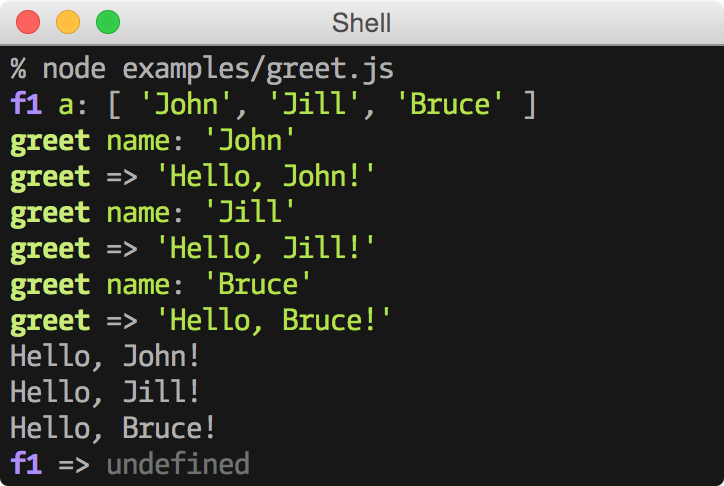 Shell
% node examples/greet.js
f1 a: [ 'John', 'Jill', 'Bruce' ]
greet name: 'John'
greet => 'Hello, John!'
greet name: 'Jill'
greet => 'Hello, Jill!'
greet name: 'Bruce'
greet => 'Hello, Bruce!'
Hello, John!
Hello, Jill!
Hello, Bruce!
f1 => undefined